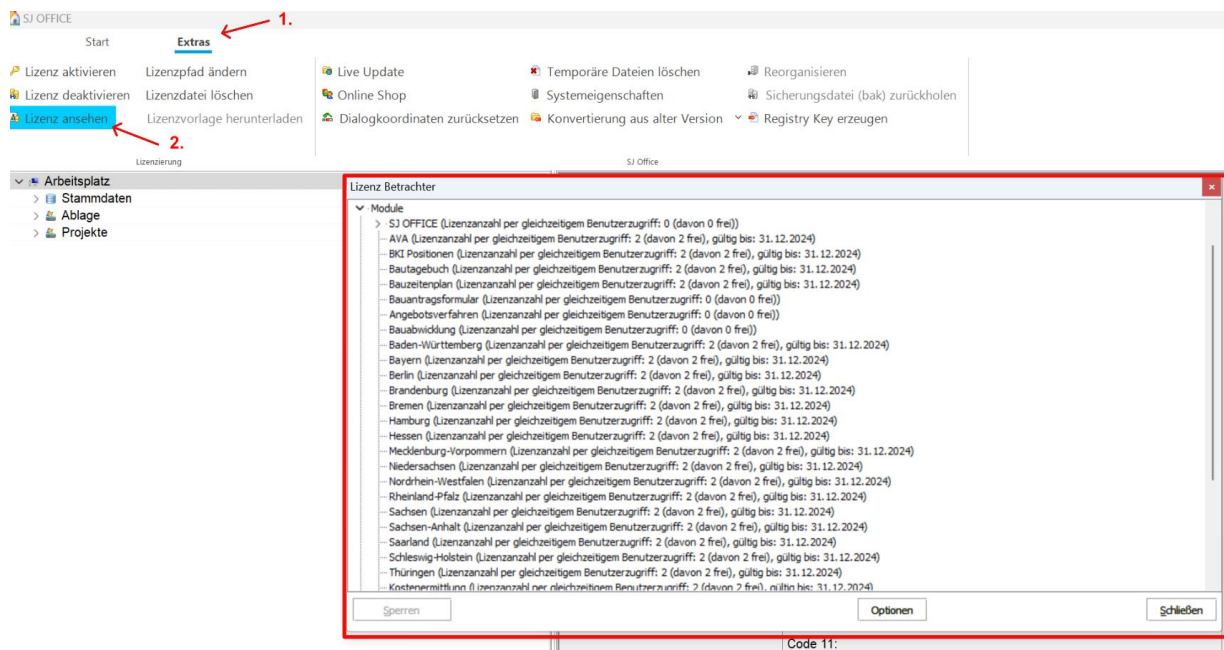 SJ OFFICE
1.
Start Extras
Lizenz aktivieren Lizenzpfad ändern Live Update Temporäre Dateien löschen Reorganisieren
Lizenz deaktivieren Lizenzdatei löschen Online Shop Systemeigenschaften Sicherungsdatei (bak) zurückholen
Lizenz ansehen Lizenzvorlage herunterladen Dialogkoordinaten zurücksetzen Konvertierung aus alter Version Registry Key erzeugen
2.
Lizenzierung SJ Office
Arbeitsplatz
Stammdaten
Ablage
Projekte
Lizenz Betrachter
Module
SJ OFFICE (Lizenzanzahl per gleichzeitigem Benutzerzugriff: 0 (davon 0 frei))
AVA (Lizenzanzahl per gleichzeitigem Benutzerzugriff: 2 (davon 2 frei), gültig bis: 31.12.2024)
BKI Positionen (Lizenzanzahl per gleichzeitigem Benutzerzugriff: 2 (davon 2 frei), gültig bis: 31.12.2024)
Bautagebuch (Lizenzanzahl per gleichzeitigem Benutzerzugriff: 2 (davon 2 frei), gültig bis: 31.12.2024)
Bauzeitenplan (Lizenzanzahl per gleichzeitigem Benutzerzugriff: 2 (davon 2 frei), gültig bis: 31.12.2024)
Bauantragsformular (Lizenzanzahl per gleichzeitigem Benutzerzugriff: 0 (davon 0 frei))
Angebotsverfahren (Lizenzanzahl per gleichzeitigem Benutzerzugriff: 0 (davon 0 frei))
Bauabwicklung (Lizenzanzahl per gleichzeitigem Benutzerzugriff: 0 (davon 0 frei))
Baden-Württemberg (Lizenzanzahl per gleichzeitigem Benutzerzugriff: 2 (davon 2 frei), gültig bis: 31.12.2024)
Bayern (Lizenzanzahl per gleichzeitigem Benutzerzugriff: 2 (davon 2 frei), gültig bis: 31.12.2024)
Berlin (Lizenzanzahl per gleichzeitigem Benutzerzugriff: 2 (davon 2 frei), gültig bis: 31.12.2024)
Brandenburg (Lizenzanzahl per gleichzeitigem Benutzerzugriff: 2 (davon 2 frei), gültig bis: 31.12.2024)
Bremen (Lizenzanzahl per gleichzeitigem Benutzerzugriff: 2 (davon 2 frei), gültig bis: 31.12.2024)
Hamburg (Lizenzanzahl per gleichzeitigem Benutzerzugriff: 2 (davon 2 frei), gültig bis: 31.12.2024)
Hessen (Lizenzanzahl per gleichzeitigem Benutzerzugriff: 2 (davon 2 frei), gültig bis: 31.12.2024)
Mecklenburg-Vorpommern (Lizenzanzahl per gleichzeitigem Benutzerzugriff: 2 (davon 2 frei), gültig bis: 31.12.2024)
Niedersachsen (Lizenzanzahl per gleichzeitigem Benutzerzugriff: 2 (davon 2 frei), gültig bis: 31.12.2024)
Nordrhein-Westfalen (Lizenzanzahl per gleichzeitigem Benutzerzugriff: 2 (davon 2 frei), gültig bis: 31.12.2024)
Rheinland-Pfalz (Lizenzanzahl per gleichzeitigem Benutzerzugriff: 2 (davon 2 frei), gültig bis: 31.12.2024)
Sachsen (Lizenzanzahl per gleichzeitigem Benutzerzugriff: 2 (davon 2 frei), gültig bis: 31.12.2024)
Sachsen-Anhalt (Lizenzanzahl per gleichzeitigem Benutzerzugriff: 2 (davon 2 frei), gültig bis: 31.12.2024)
Saarland (Lizenzanzahl per gleichzeitigem Benutzerzugriff: 2 (davon 2 frei), gültig bis: 31.12.2024)
Schleswig-Holstein (Lizenzanzahl per gleichzeitigem Benutzerzugriff: 2 (davon 2 frei), gültig bis: 31.12.2024)
Thüringen (Lizenzanzahl per gleichzeitigem Benutzerzugriff: 2 (davon 2 frei), gültig bis: 31.12.2024)
Kostenermittlung (Lizenzanzahl per gleichzeitigem Benutzerzugriff: 2 (davon 2 frei), gültig bis: 31.12.2024)
Sperren Optionen Schließen
Code 11: